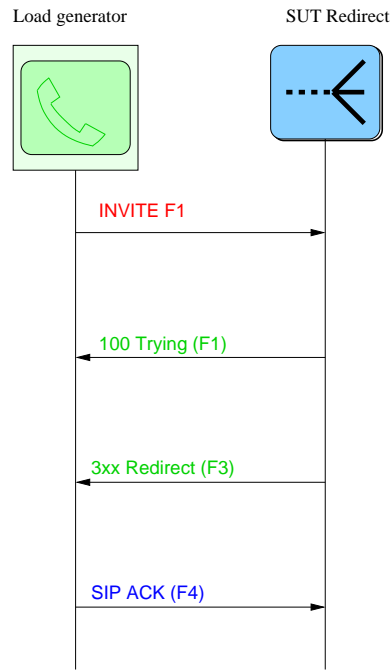 Load generator
SUT Redirect
INVITE F1
100 Trying (F1)
3xx Redirect (F3)
SIP ACK (F4)